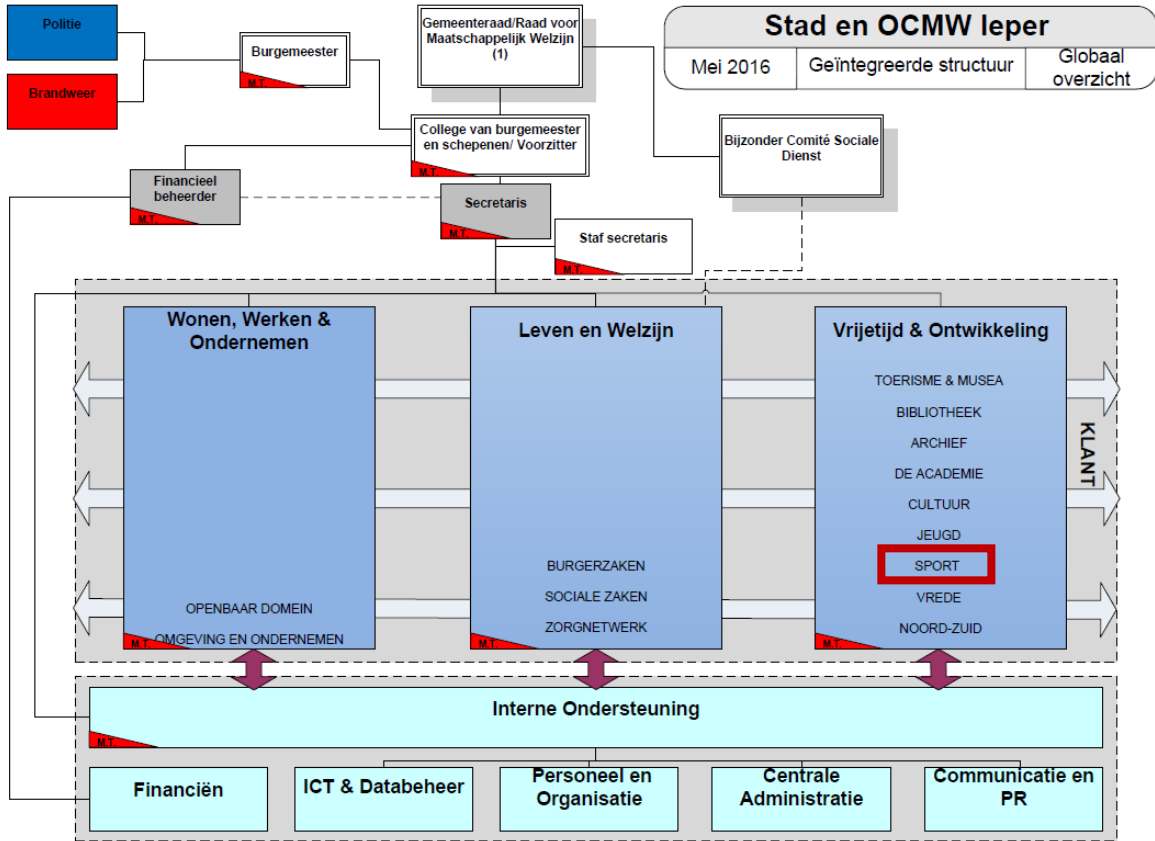 Politie
Brandweer
Burgemeester
M.T.
Gemeenteraad/Raad voor
Maatschappelijk Welzijn
(1)
Stad en OCMW Ieper
Mei 2016
Geïntegreerde structuur
Globaal
overzicht
College van burgemeester
en schepenen/ Voorzitter
M.T.
Bijzonder Comité Sociale
Dienst
Financieel
beheerder
M.T.
Secretaris
M.T.
Staf secretaris
M.T.
Wonen, Werken &
Ondernemen
OPENBAAR DOMEIN
OMGEVING EN ONDERNEMEN
M.T.
Leven en Welzijn
BURGERZAKEN
SOCIALE ZAKEN
ZORGNETWERK
M.T.
Vrijetijd & Ontwikkeling
TOERISME & MUSEA
BIBLIOTHEEK
ARCHIEF
DE ACADEMIE
CULTUUR
JEUGD
SPORT
VREDE
NOORD-ZUID
M.T.
KLANT
Interne Ondersteuning
M.T.
Financiën
ICT & Databeheer
Personeel en
Organisatie
Centrale
Administratie
Communicatie en
PR